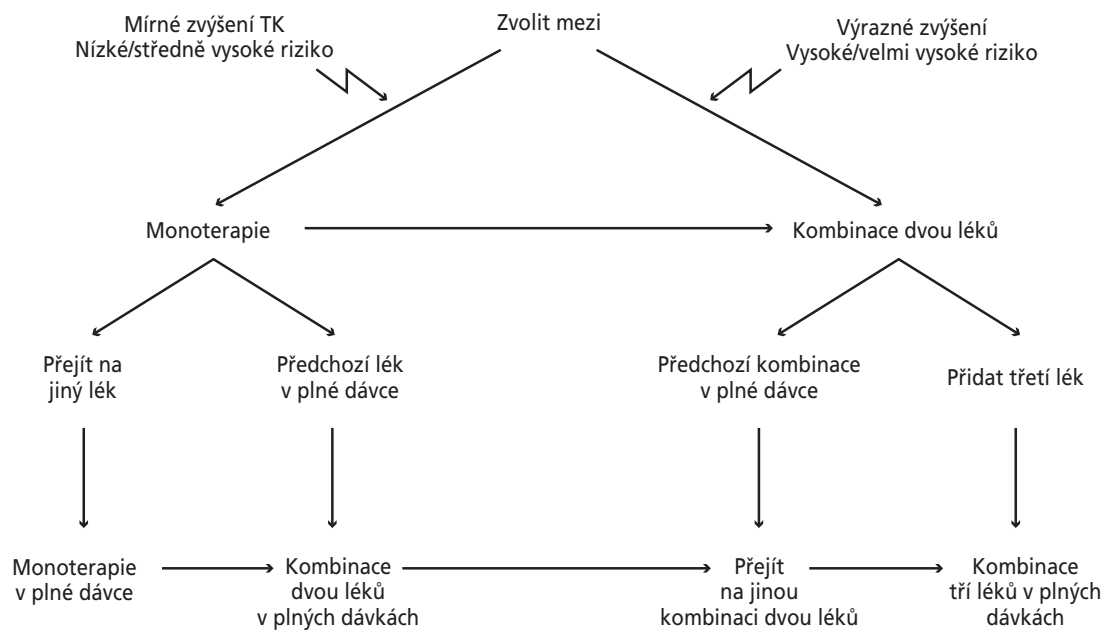 Mírné zvýšení TK
Nízké/středně vysoké riziko
Zvolit mezi
Výrazné zvýšení
Vysoké/velmi vysoké riziko
Monoterapie
Kombinace dvou léků
Přejít na
jiný lék
Předchozí lék
v plné dávce
Předchozí kombinace
v plné dávce
Přidat třetí lék
Monoterapie
v plné dávce
Kombinace
dvou léků
v plných dávkách
Přejít
na jinou
kombinaci dvou léků
Kombinace
tří léků v plných
dávkách